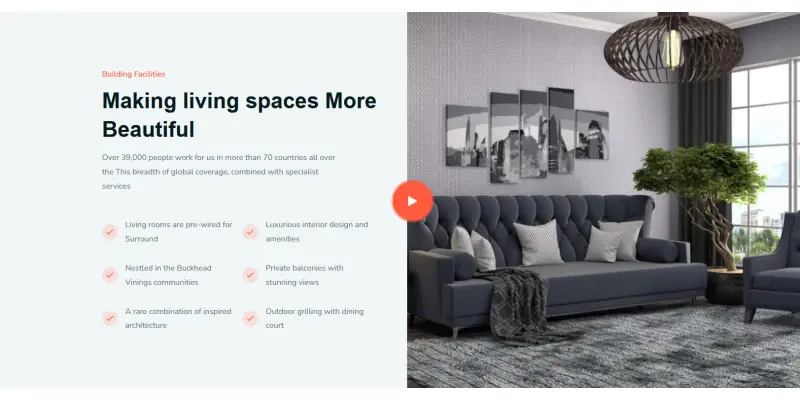 Building Facilities
Making living spaces More
Beautiful
Over 39,000 people work for us in more than 70 countries all over
the This breadth of global coverage, combined with specialist
services
Living rooms are pre-wired for
Surround
Luxurious interior design and
amenities
Nestled in the Buckhead
Vinings communities
Private balconies with
stunning views
A rare combination of inspired
architecture
Outdoor grilling with dining
court